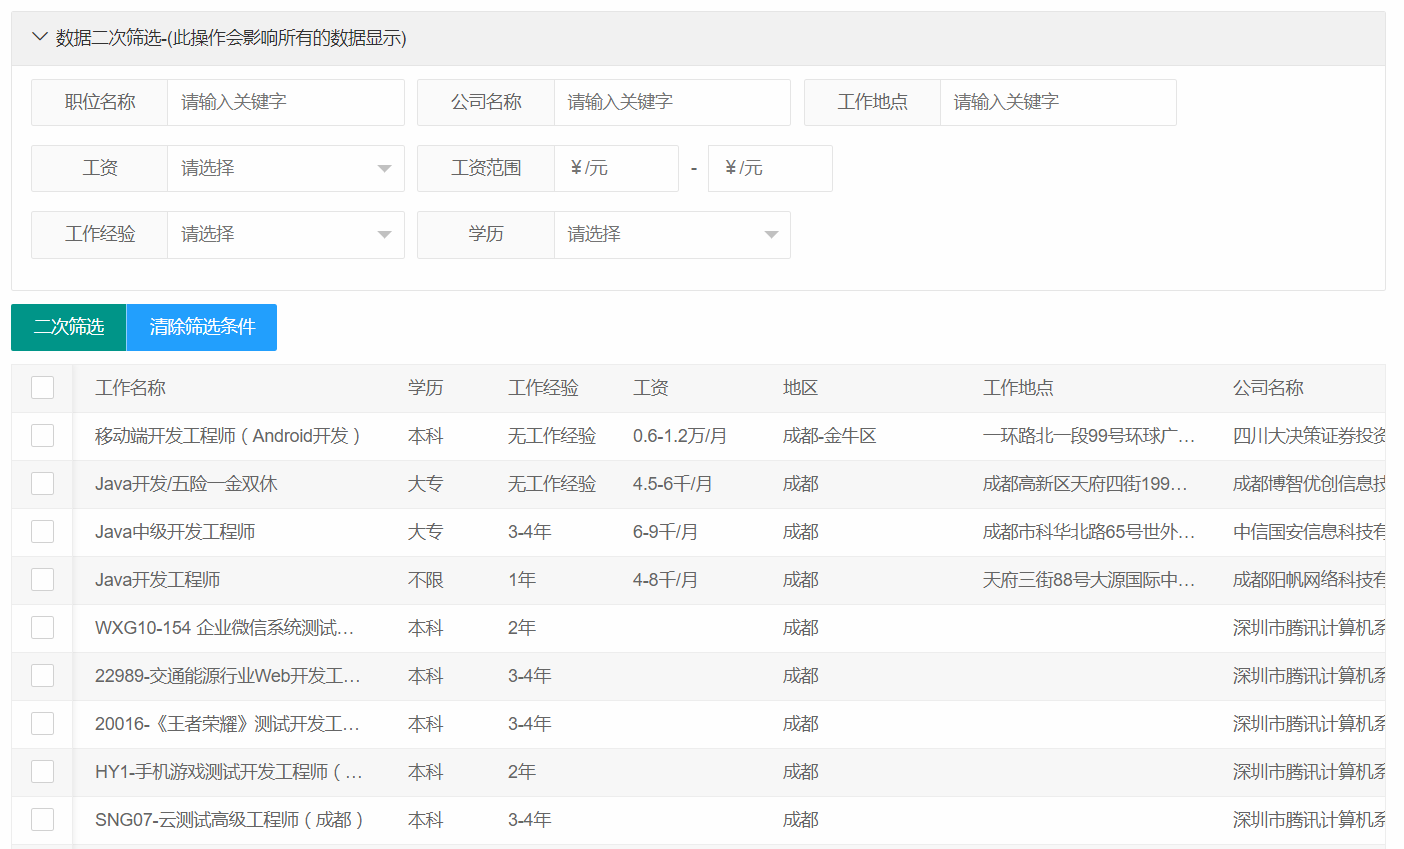 数据二次筛选-(此操作会影响所有的数据显示)
职位名称 请输入关键字 公司名称 请输入关键字 工作地点 请输入关键字
工资 请选择 工资范围 ¥/元 - ¥/元
工作经验 请选择 学历 请选择
二次筛选 清除筛选条件
工作名称 学历 工作经验 工资 地区 工作地点 公司名称
移动端开发工程师（Android开发） 本科 无工作经验 0.6-1.2万/月 成都-金牛区 一环路北一段99号环球广… 四川大决策证券投资
Java开发/五险一金双休 大专 无工作经验 4.5-6千/月 成都 成都高新区天府四街199… 成都博智优创信息技
Java中级开发工程师 大专 3-4年 6-9千/月 成都 成都市科华北路65号世外… 中信国安信息科技有
Java开发工程师 不限 1年 4-8千/月 成都 天府三街88号大源国际中… 成都阳帆网络科技有
WXG10-154 企业微信系统测试… 本科 2年 成都 深圳市腾讯计算机系
22989-交通能源行业Web开发工… 本科 3-4年 成都 深圳市腾讯计算机系
20016-《王者荣耀》测试开发工… 本科 3-4年 成都 深圳市腾讯计算机系
HY1-手机游戏测试开发工程师（… 本科 2年 成都 深圳市腾讯计算机系
SNG07-云测试高级工程师（成都） 本科 3-4年 成都 深圳市腾讯计算机系